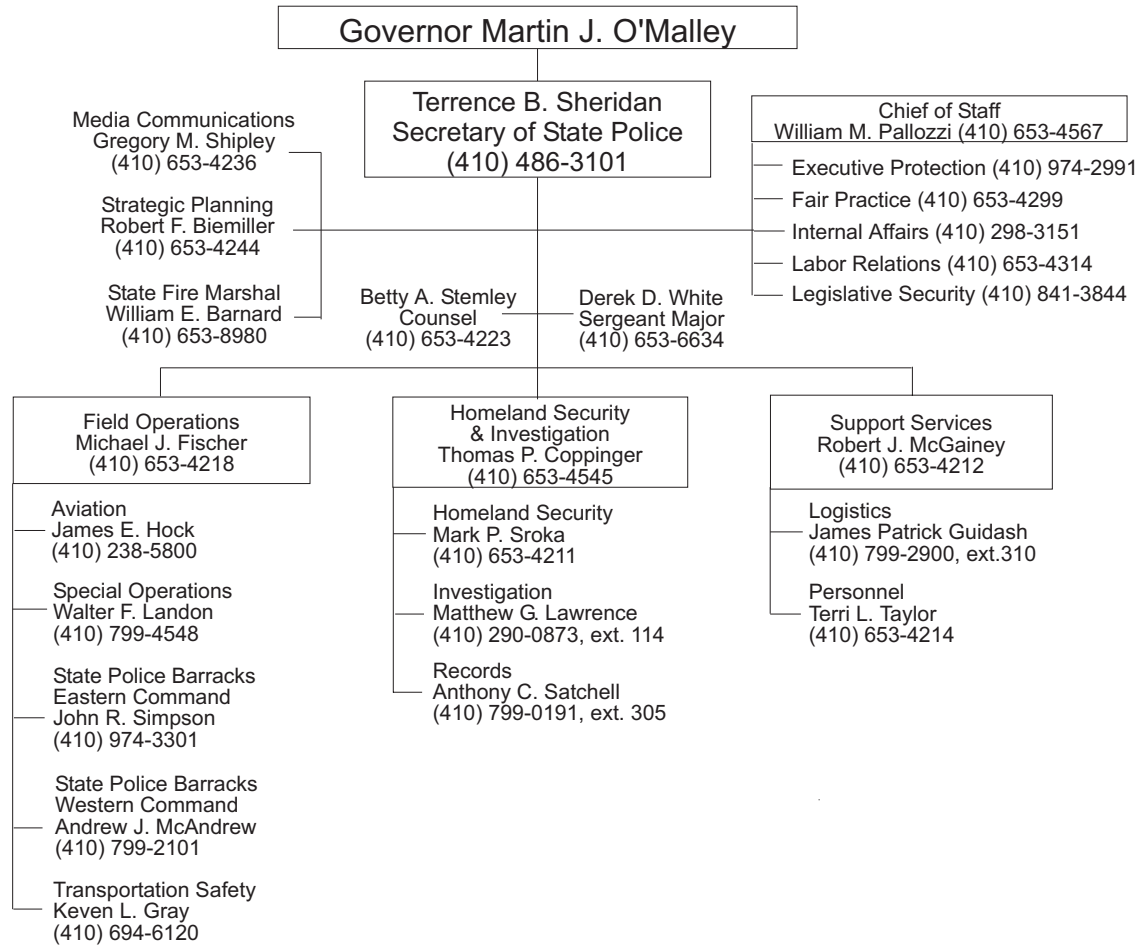 Governor Martin J. O'Malley
Terrence B. Sheridan
Secretary of State Police
(410) 486-3101
Media Communications
Gregory M. Shipley
(410) 653-4236
Strategic Planning
Robert F. Biemiller
(410) 653-4244
State Fire Marshal
William E. Barnard
(410) 653-8980
Chief of Staff
William M. Pallozzi (410) 653-4567
Executive Protection (410) 974-2991
Fair Practice (410) 653-4299
Internal Affairs (410) 298-3151
Labor Relations (410) 653-4314
Legislative Security (410) 841-3844
Betty A. Stemley
Counsel
(410) 653-4223
Derek D. White
Sergeant Major
(410) 653-6634
Field Operations
Michael J. Fischer
(410) 653-4218
Aviation
James E. Hock
(410) 238-5800
Special Operations
Walter F. Landon
(410) 799-4548
State Police Barracks
Eastern Command
John R. Simpson
(410) 974-3301
State Police Barracks
Western Command
Andrew J. McAndrew
(410) 799-2101
Transportation Safety
Keven L. Gray
(410) 694-6120
Homeland Security
& Investigation
Thomas P. Coppinger
(410) 653-4545
Homeland Security
Mark P. Sroka
(410) 653-4211
Investigation
Matthew G. Lawrence
(410) 290-0873, ext. 114
Records
Anthony C. Satchell
(410) 799-0191, ext. 305
Support Services
Robert J. McGainey
(410) 653-4212
Logistics
James Patrick Guidash
(410) 799-2900, ext.310
Personnel
Terri L. Taylor
(410) 653-4214